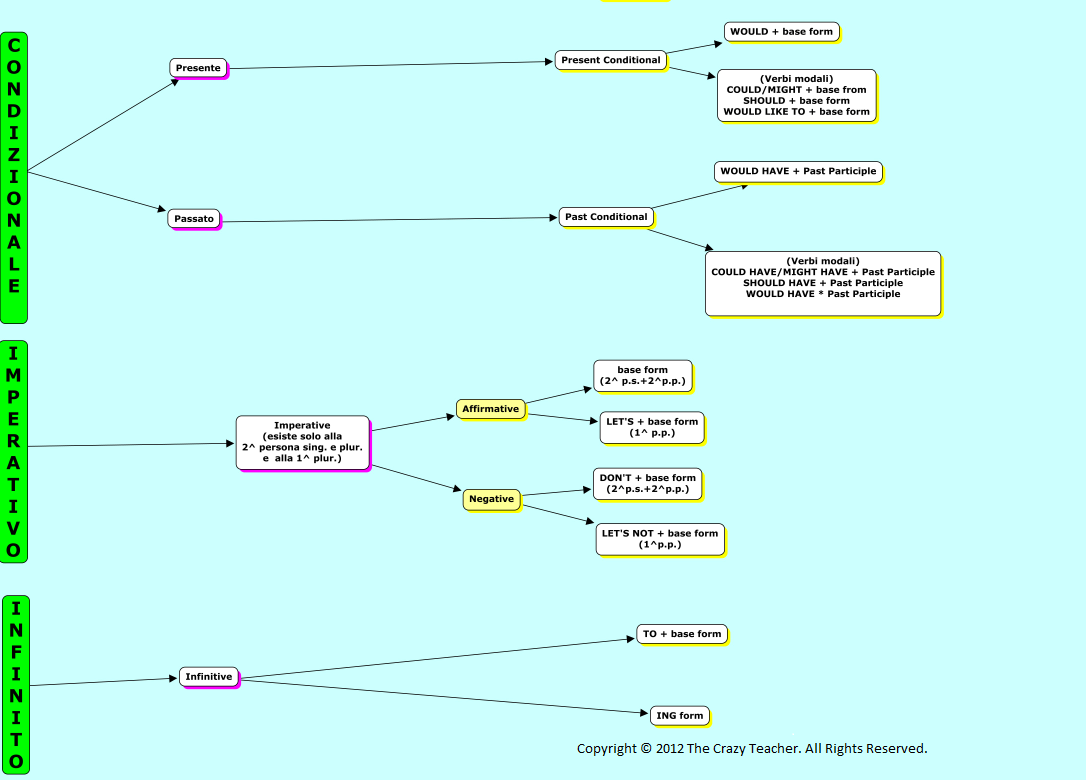 CONDIZIONALE
Presente
Present Conditional
WOULD + base form
(Verbi modali)
COULD/MIGHT + base from
SHOULD + base form
WOULD LIKE TO + base form
Passato
Past Conditional
WOULD HAVE + Past Participle
(Verbi modali)
COULD HAVE/MIGHT HAVE + Past Participle
SHOULD HAVE + Past Participle
WOULD HAVE * Past Participle
IMPERATIVO
Imperative
(esiste solo alla
2^ persona sing. e plur.
e alla 1^ plur.)
Affirmative
base form
(2^ p.s.+2^p.p.)
LET'S + base form
(1^ p.p.)
Negative
DON'T + base form
(2^p.s.+2^p.p.)
LET'S NOT + base form
(1^p.p.)
INFINITO
Infinitive
TO + base form
ING form
Copyright © 2012 The Crazy Teacher. All Rights Reserved.